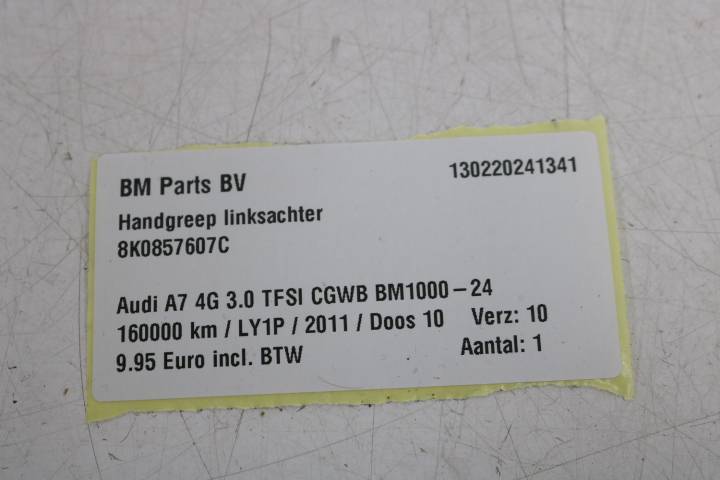 BM Parts BV 130220241341
Handgreep linksachter
8K0857607C
Audi A7 4G 3.0 TFSI CGWB BM1000-24
160000 km / LY1P / 2011 / Doos 10 Verz: 10
9.95 Euro incl. BTW Aantal: 1